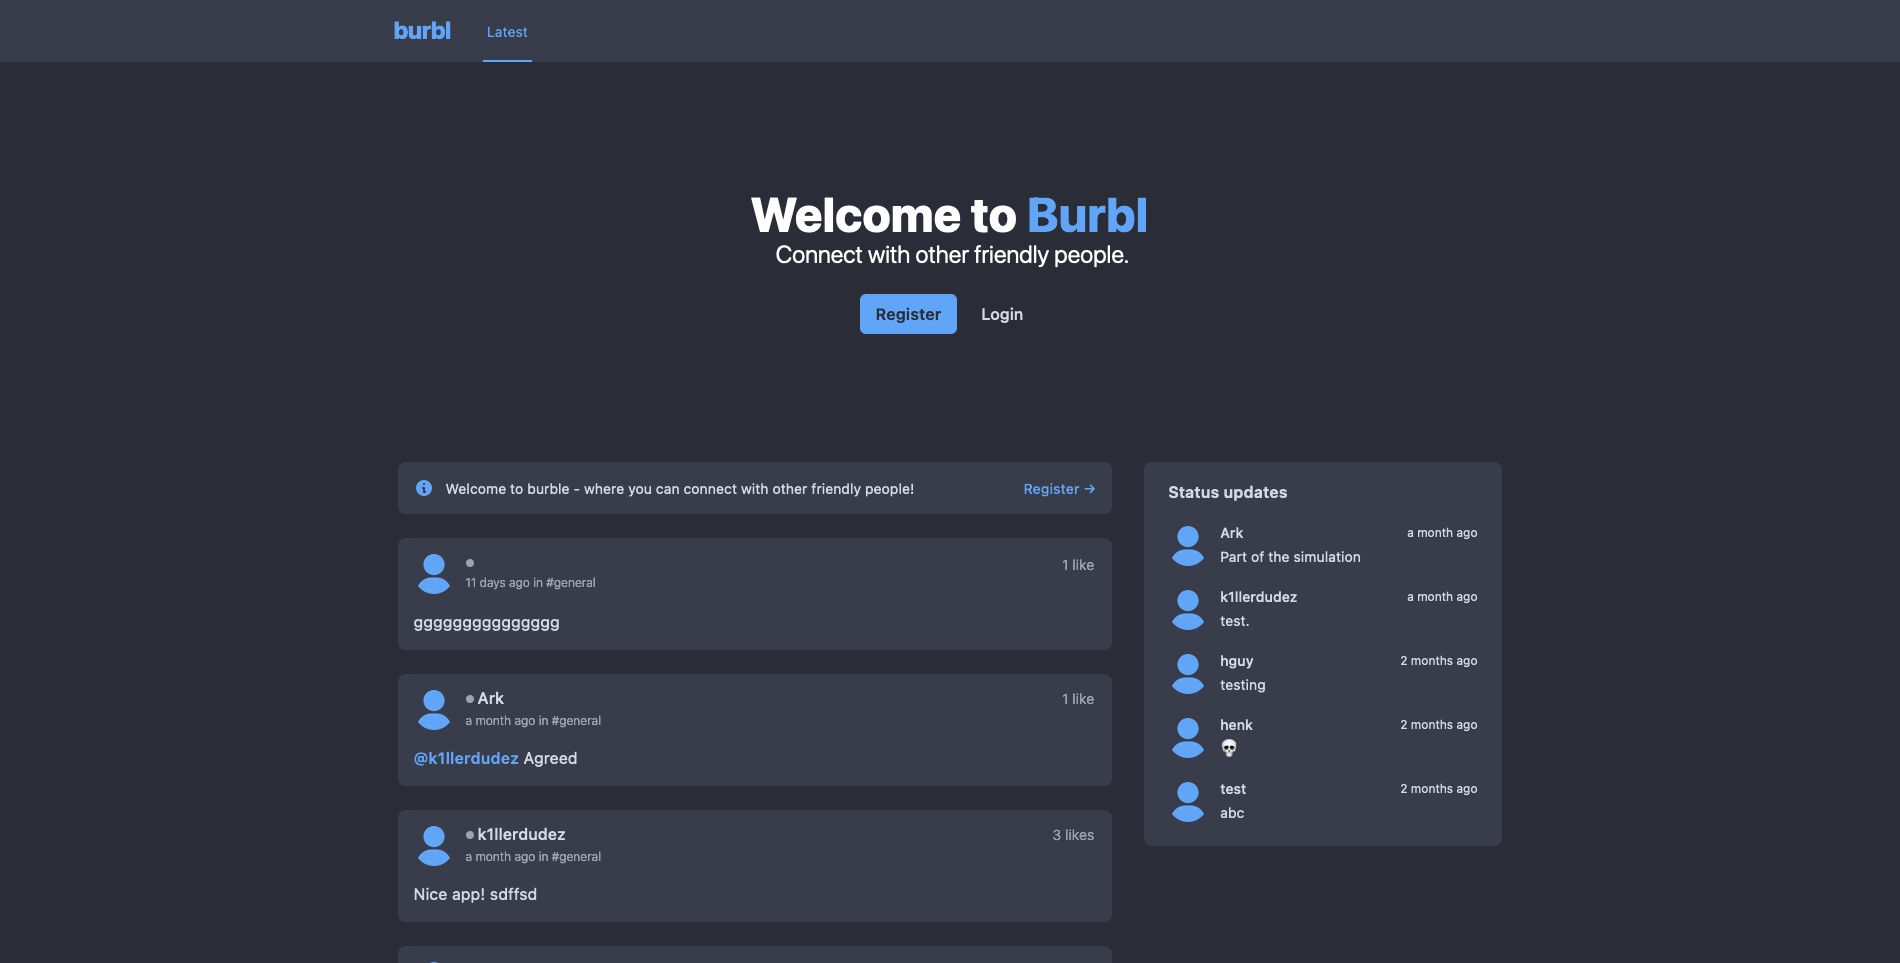 burbl Latest
Welcome to Burbl
Connect with other friendly people.
Register Login
Welcome to burble - where you can connect with other friendly people! Register →
1 like
11 days ago in #general
ggggggggggggggg
Ark 1 like
a month ago in #general
@k1llerdudez Agreed
k1llerdudez 3 likes
a month ago in #general
Nice app! sdffsd
Status updates
Ark a month ago
Part of the simulation
k1llerdudez a month ago
test.
hguy 2 months ago
testing
henk 2 months ago
💀
test 2 months ago
abc